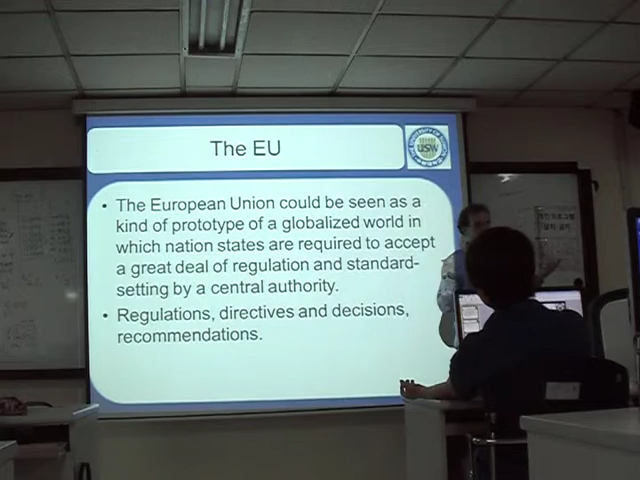 The EU
USW
• The European Union could be seen as a
kind of prototype of a globalized world in
which nation states are required to accept
a great deal of regulation and standard-
setting by a central authority.
• Regulations, directives and decisions,
recommendations.